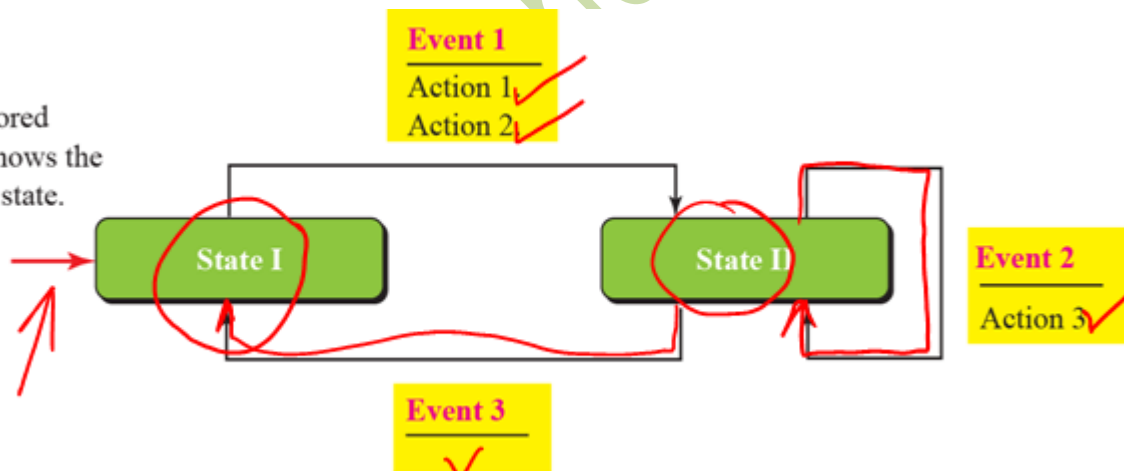 Event 1
Action 1.
Action 2.
ored
nows the
state.
State I
State II
Event 2
Action 3
Event 3